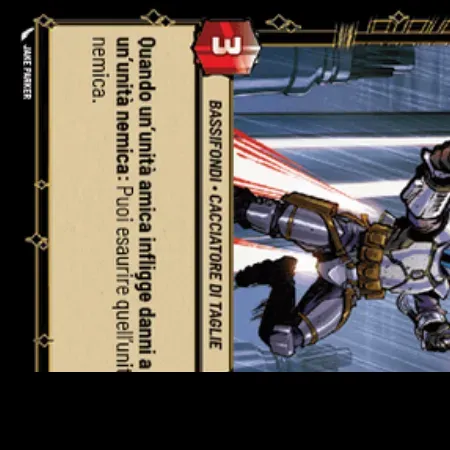 3
BASSIFONDI • CACCIATORE DI TAGLIE
Quando un'unità amica infligge danni a
un'unità nemica: Puoi esaurire quell'unit
nemica.
JAKE PARKER